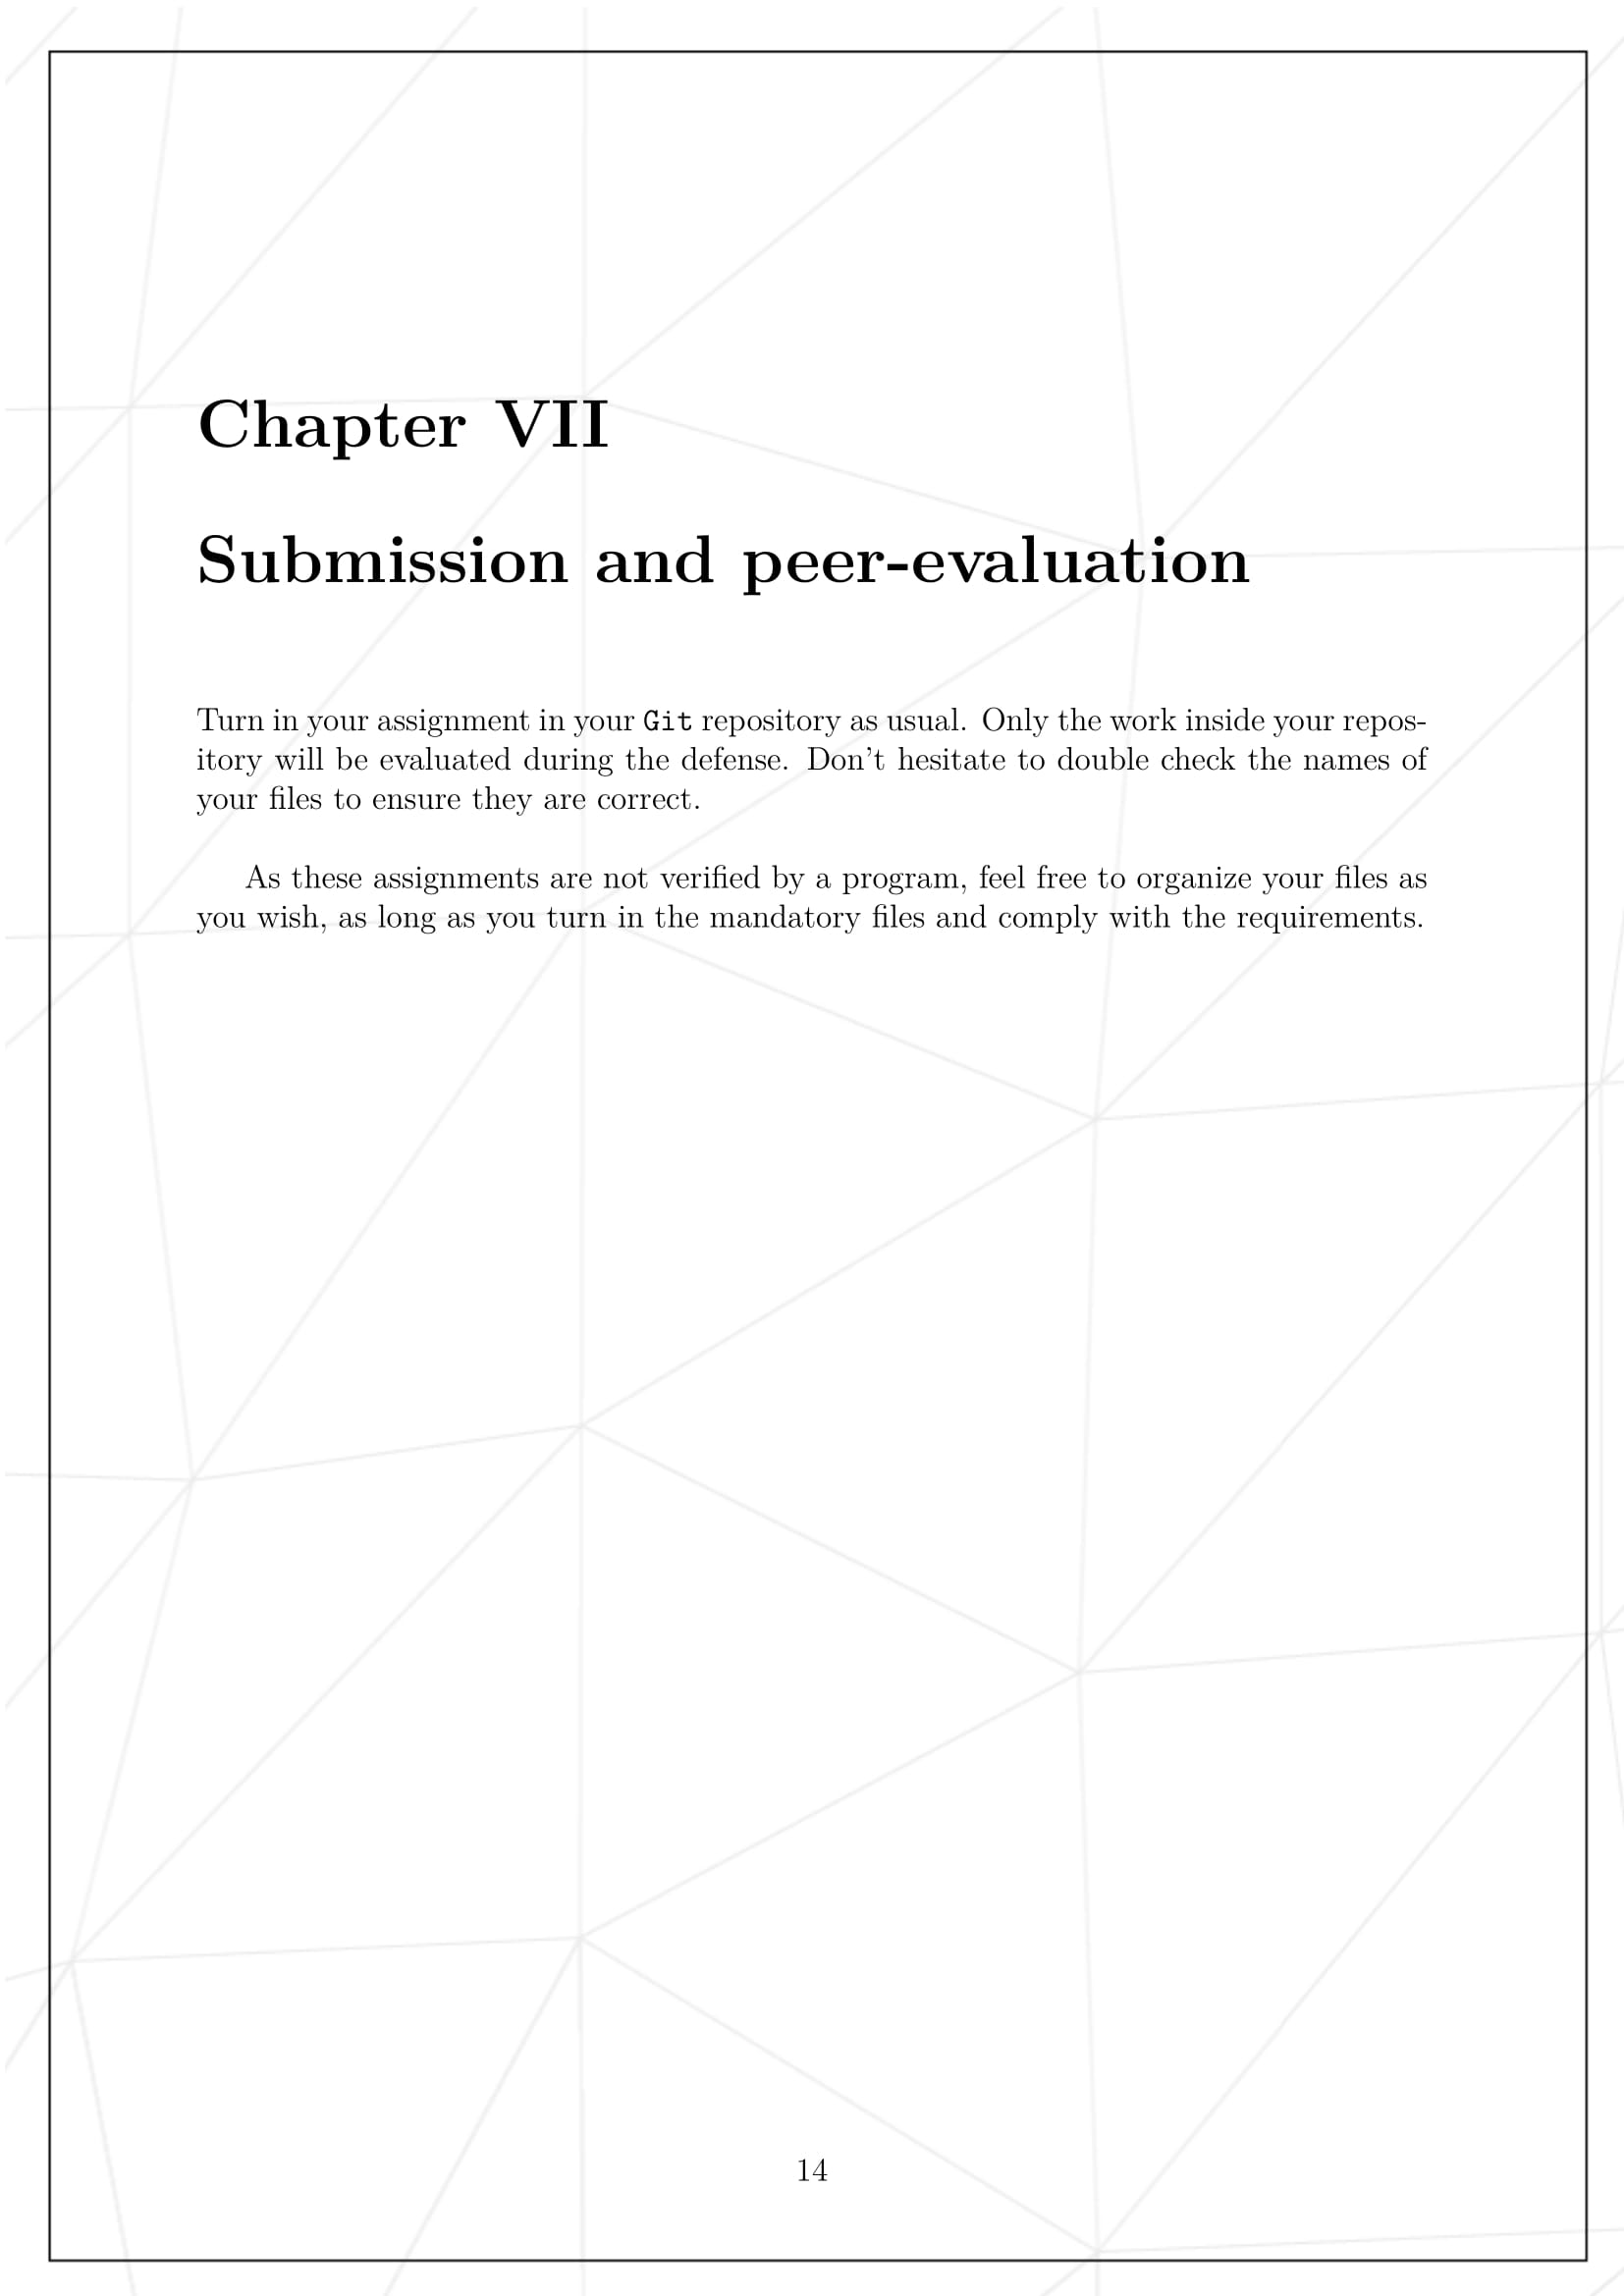 Chapter VII
Submission and peer-evaluation
Turn in your assignment in your Git repository as usual. Only the work inside your repos-
itory will be evaluated during the defense. Don't hesitate to double check the names of
your files to ensure they are correct.
As these assignments are not verified by a program, feel free to organize your files as
you wish, as long as you turn in the mandatory files and comply with the requirements.
14